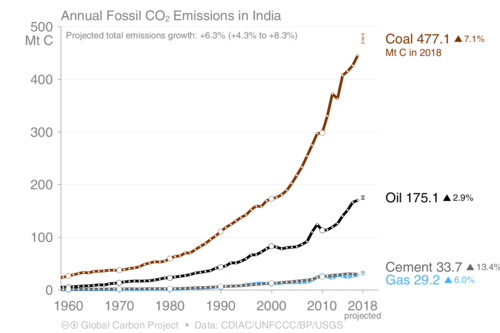 Annual Fossil CO₂ Emissions in India
Projected total emissions growth: +6.3% (+4.3% to +8.3%)
500
Mt C
400
300
200
100
0
1960
1970
1980
1990
2000
2010
2018
projected
Coal 477.1 ▲7.1%
Mt C in 2018
Oil 175.1 ▲2.9%
Cement 33.7 ▲13.4%
Gas 29.2 ▲6.0%
Global Carbon Project • Data: CDIAC/UNFCCC/BP/USGS